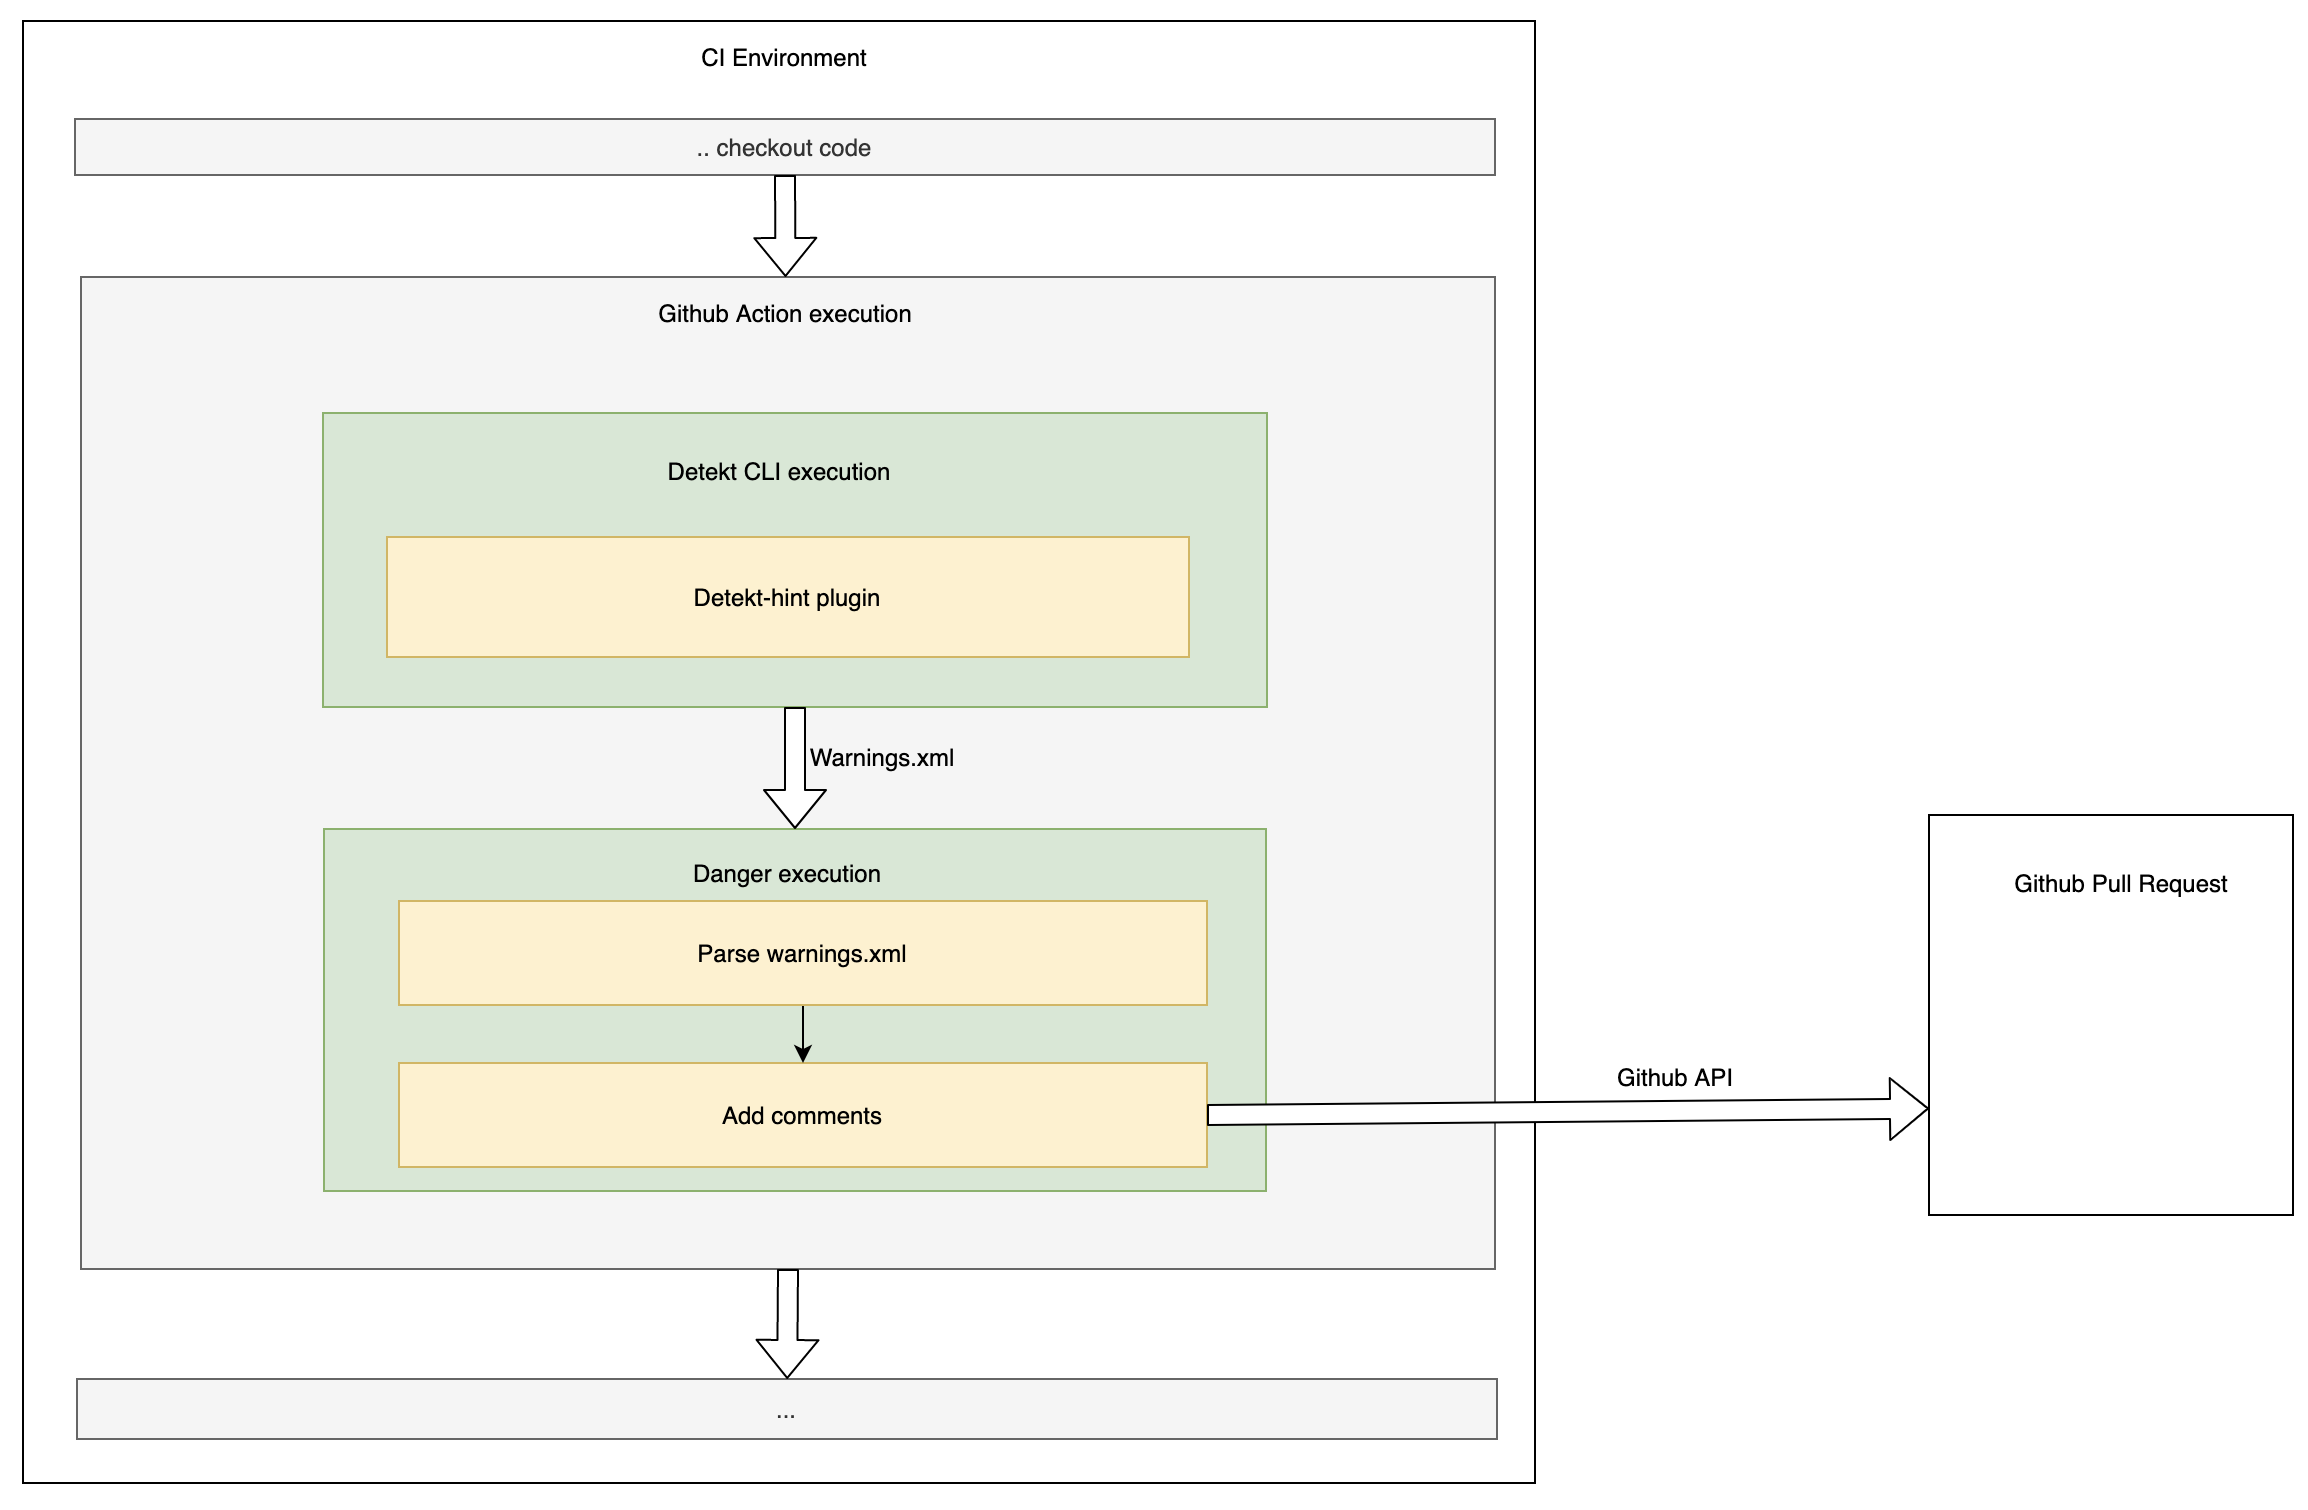 CI Environment
.. checkout code
Github Action execution
Detekt CLI execution
Detekt-hint plugin
Warnings.xml
Danger execution
Parse warnings.xml
Add comments
Github API
Github Pull Request
...